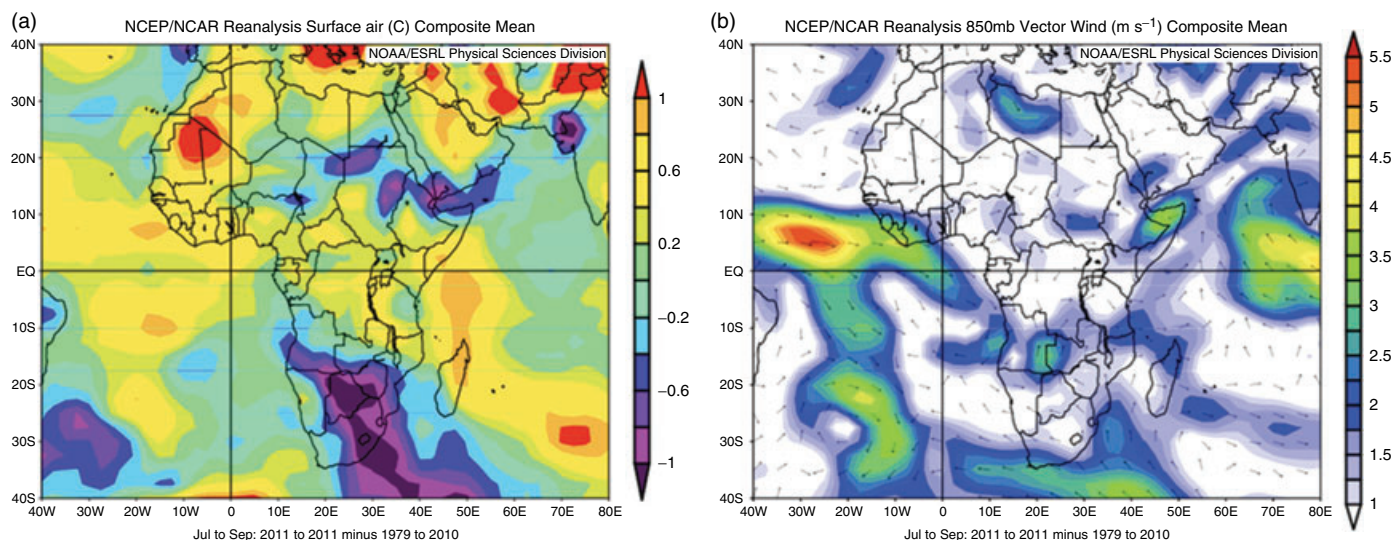 (a)
NCEP/NCAR Reanalysis Surface air (C) Composite Mean
NOAA/ESRL Physical Sciences Division
40N
30N
20N
10N
EQ
10S
20S
30S
40S
40W 30W 20W 10W 0 10E 20E 30E 40E 50E 60E 70E 80E
Jul to Sep: 2011 to 2011 minus 1979 to 2010
1
0.6
0.2
−0.2
−0.6
−1
(b)
NCEP/NCAR Reanalysis 850mb Vector Wind (m s⁻¹) Composite Mean
NOAA/ESRL Physical Sciences Division
40N
30N
20N
10N
EQ
10S
20S
30S
40S
40W 30W 20W 10W 0 10E 20E 30E 40E 50E 60E 70E 80E
Jul to Sep: 2011 to 2011 minus 1979 to 2010
5.5
5
4.5
4
3.5
3
2.5
2
1.5
1